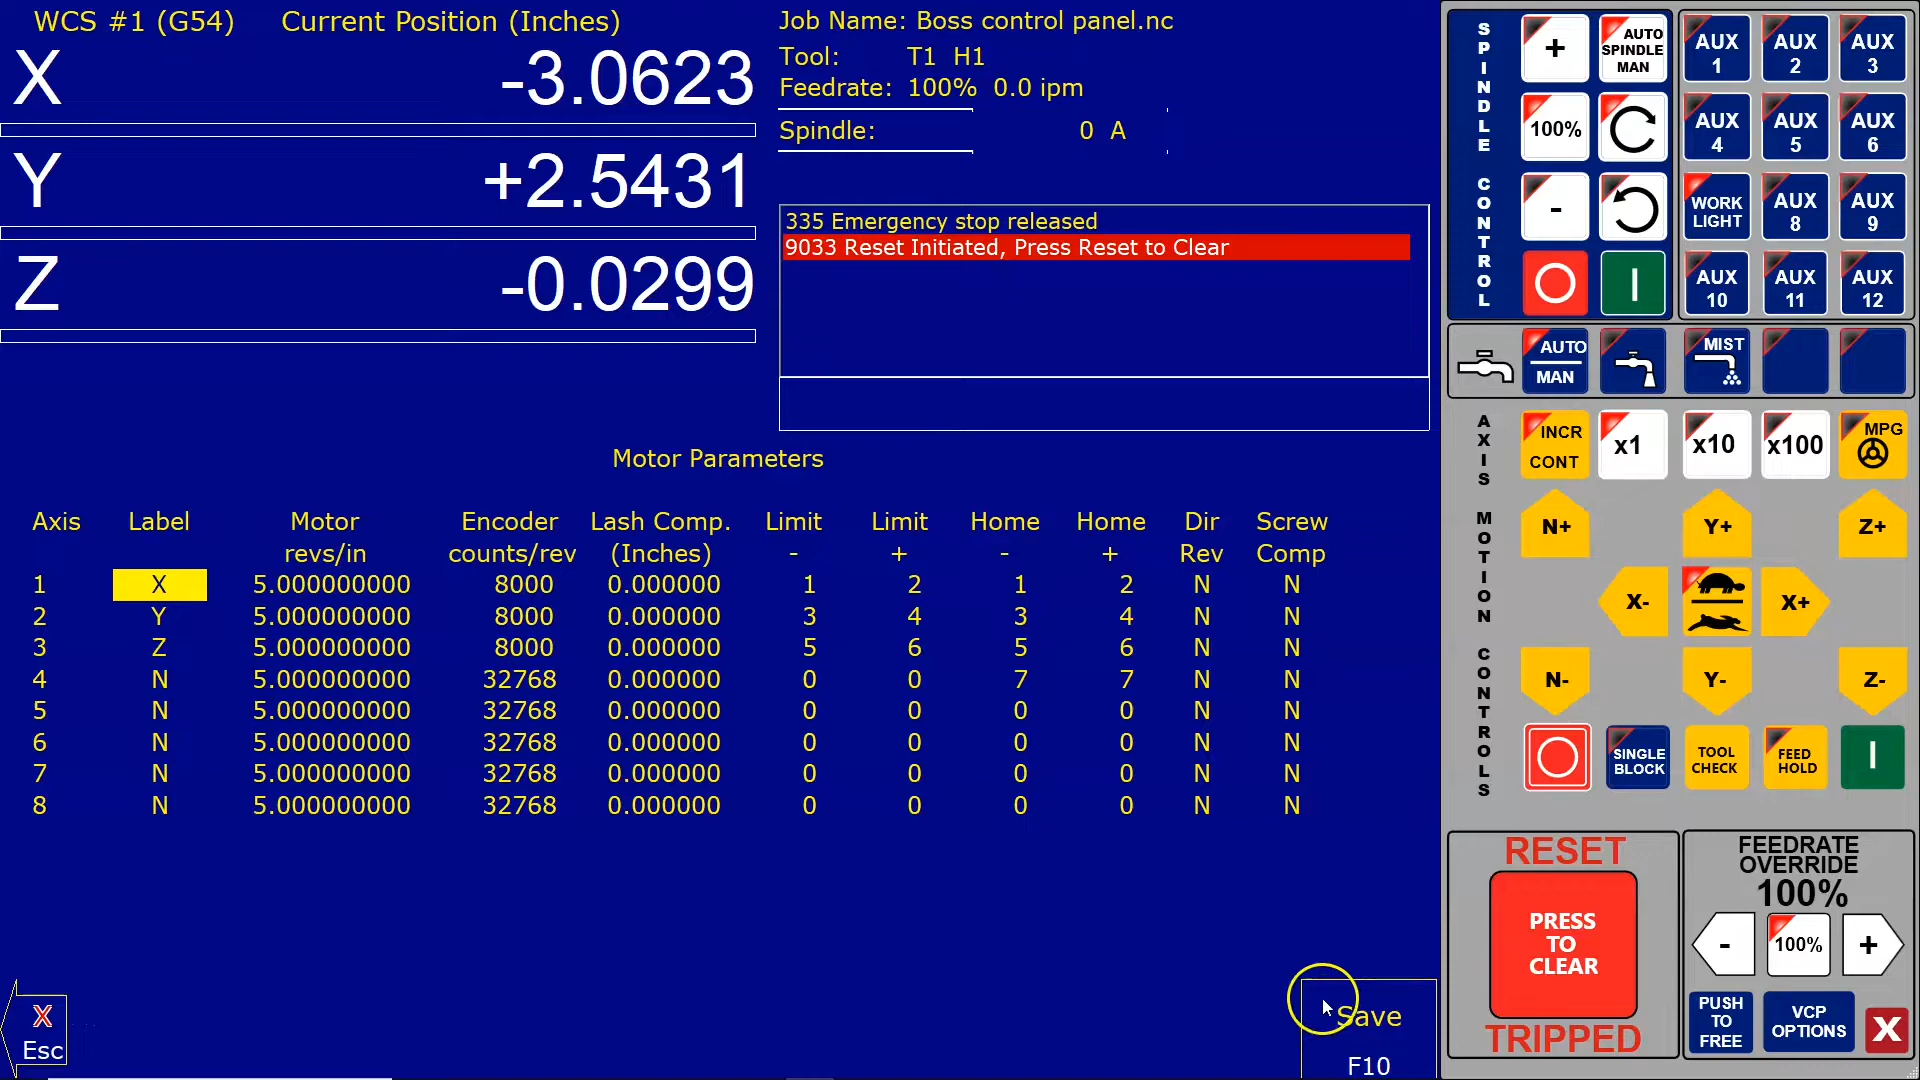 WCS #1 (G54) Current Position (Inches)
X -3.0623
Y +2.5431
Z -0.0299
Job Name: Boss control panel.nc
Tool: T1 H1
Feedrate: 100% 0.0 ipm
Spindle: 0 A
335 Emergency stop released
9033 Reset Initiated, Press Reset to Clear
Motor Parameters
Axis Label Motor Encoder Lash Comp. Limit Limit Home Home Dir Screw
revs/in counts/rev (Inches) - + - + Rev Comp
1 X 5.000000000 8000 0.000000 1 2 1 2 N N
2 Y 5.000000000 8000 0.000000 3 4 3 4 N N
3 Z 5.000000000 8000 0.000000 5 6 5 6 N N
4 N 5.000000000 32768 0.000000 0 0 7 7 N N
5 N 5.000000000 32768 0.000000 0 0 0 0 N N
6 N 5.000000000 32768 0.000000 0 0 0 0 N N
7 N 5.000000000 32768 0.000000 0 0 0 0 N N
8 N 5.000000000 32768 0.000000 0 0 0 0 N N
X
Esc
Save
F10
SPINDLE CONTROL
+
AUTO
SPINDLE
MAN
100%
-
AUX
1
AUX
2
AUX
3
AUX
4
AUX
5
AUX
6
WORK
LIGHT
AUX
8
AUX
9
AUX
10
AUX
11
AUX
12
AUTO
MAN
MIST
AXIS MOTION CONTROLS
INCR
CONT
x1
x10
x100
MPG
N+
Y+
Z+
X-
X+
N-
Y-
Z-
SINGLE
BLOCK
TOOL
CHECK
FEED
HOLD
RESET
PRESS
TO
CLEAR
TRIPPED
FEEDRATE
OVERRIDE
100%
-
100%
+
PUSH
TO
FREE
VCP
OPTIONS
X